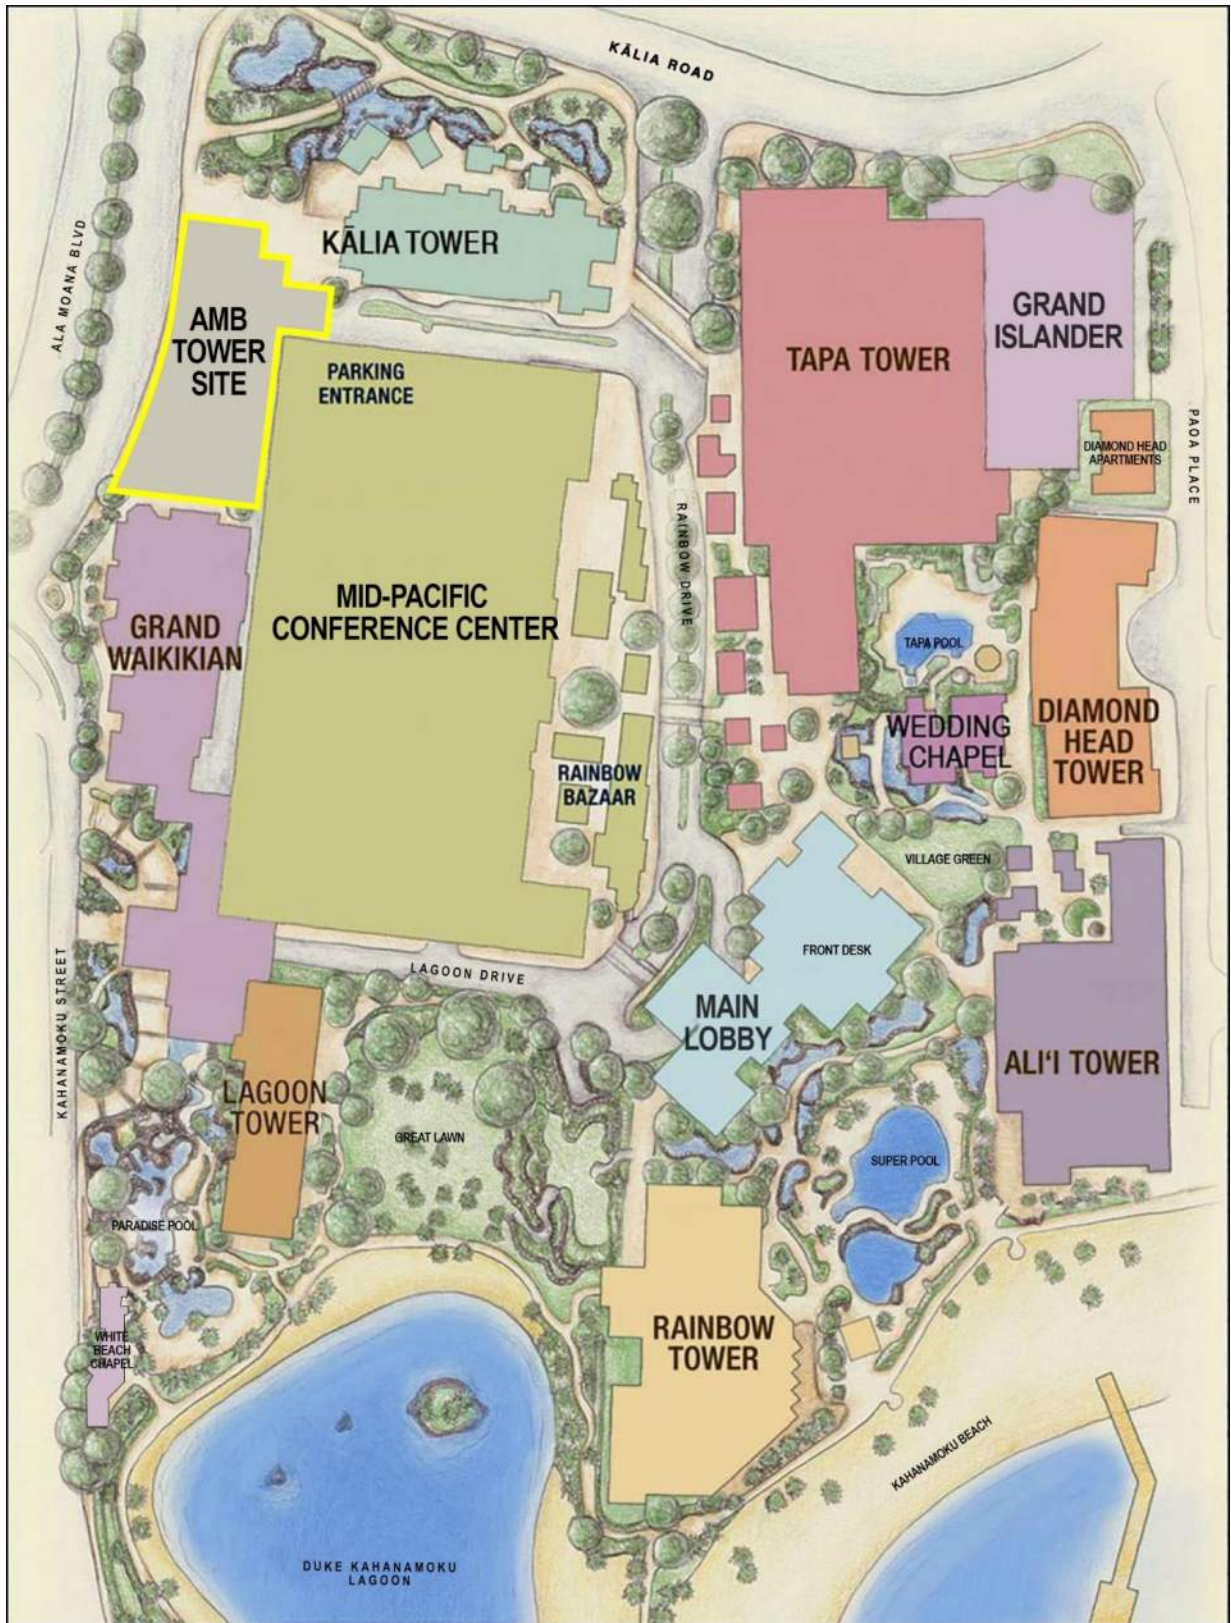 KĀLIA ROAD
ALA MOANA BLVD
KĀLIA TOWER
AMB
TOWER
SITE
PARKING
ENTRANCE
TAPA TOWER
GRAND
ISLANDER
DIAMOND HEAD
APARTMENTS
PAOA PLACE
RAINBOW DRIVE
MID-PACIFIC
CONFERENCE CENTER
GRAND
WAIKIKIAN
TAPA POOL
WEDDING
CHAPEL
DIAMOND
HEAD
TOWER
RAINBOW
BAZAAR
VILLAGE GREEN
FRONT DESK
LAGOON DRIVE
MAIN
LOBBY
KAHANAMOKU STREET
ALI‘I TOWER
LAGOON
TOWER
GREAT LAWN
SUPER POOL
PARADISE POOL
WHITE
BEACH
CHAPEL
RAINBOW
TOWER
KAHANAMOKU BEACH
DUKE KAHANAMOKU
LAGOON